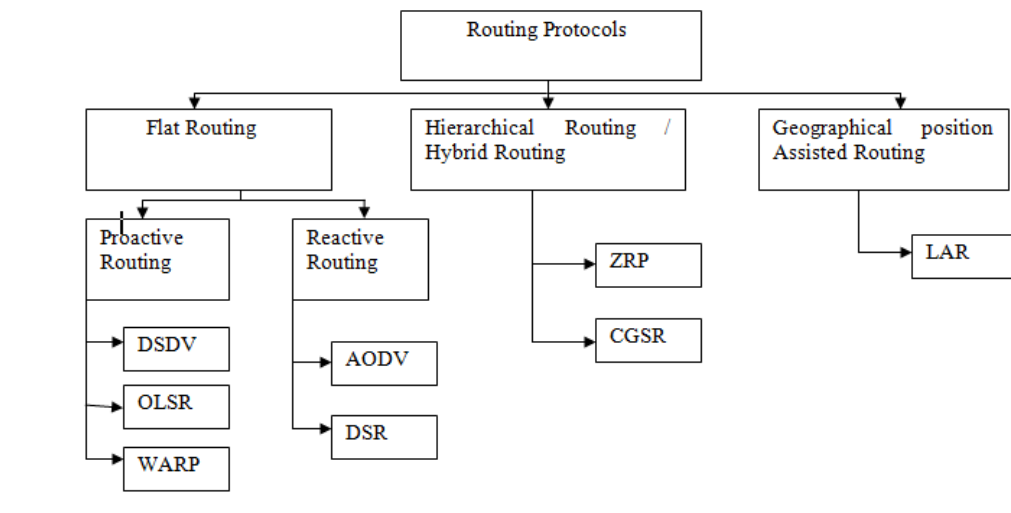 Routing Protocols
Flat Routing
Hierarchical Routing /
Hybrid Routing
Geographical position
Assisted Routing
Proactive
Routing
Reactive
Routing
ZRP
LAR
CGSR
DSDV
AODV
OLSR
DSR
WARP